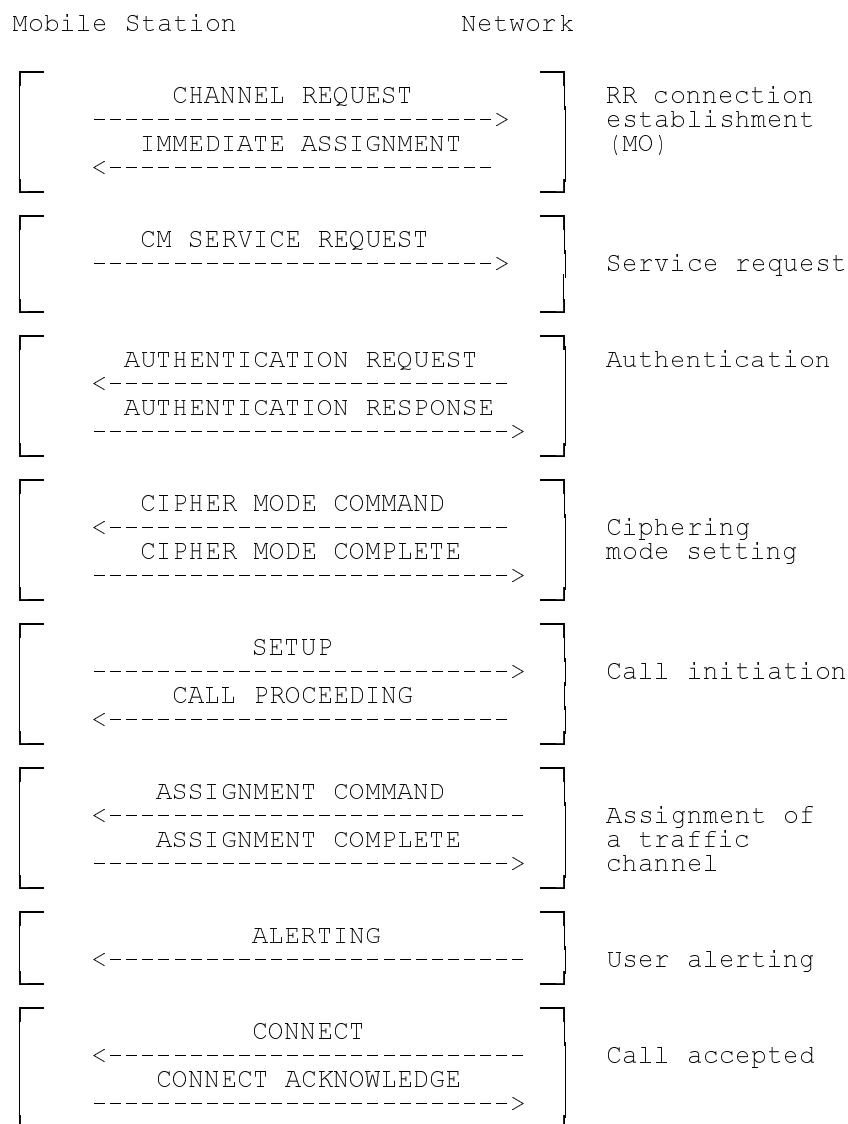 Mobile Station Network
CHANNEL REQUEST RR connection
------------------------> establishment
IMMEDIATE ASSIGNMENT (MO)
<------------------------
CM SERVICE REQUEST
-------------------------> Service request
AUTHENTICATION REQUEST Authentication
<-------------------------
AUTHENTICATION RESPONSE
-------------------------->
CIPHER MODE COMMAND
<------------------------- Ciphering
CIPHER MODE COMPLETE mode setting
-------------------------->
SETUP
--------------------------> Call initiation
CALL PROCEEDING
<-------------------------
ASSIGNMENT COMMAND
<-------------------------- Assignment of
ASSIGNMENT COMPLETE a traffic
--------------------------> channel
ALERTING
<-------------------------- User alerting
CONNECT
<-------------------------- Call accepted
CONNECT ACKNOWLEDGE
-------------------------->